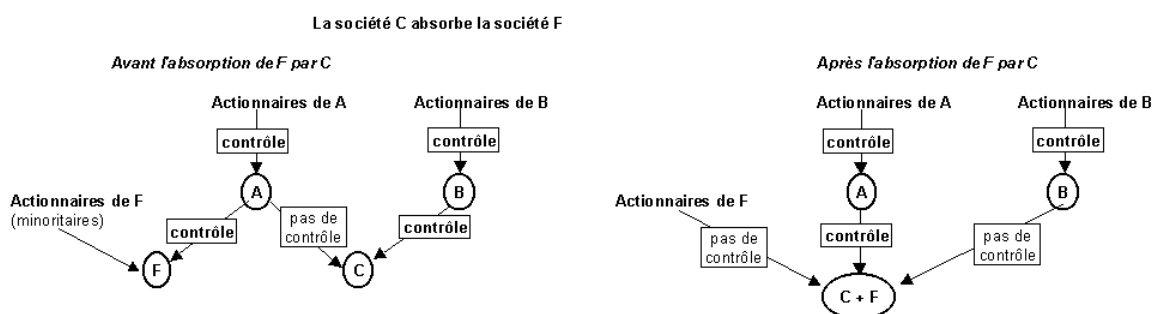 La société C absorbe la société F
Avant l'absorption de F par C
Après l'absorption de F par C
Actionnaires de A
Actionnaires de B
contrôle
contrôle
A
B
Actionnaires de F
(minoritaires)
contrôle
pas de
contrôle
contrôle
F
C
Actionnaires de A
Actionnaires de B
contrôle
contrôle
A
B
Actionnaires de F
pas de
contrôle
contrôle
pas de
contrôle
C + F